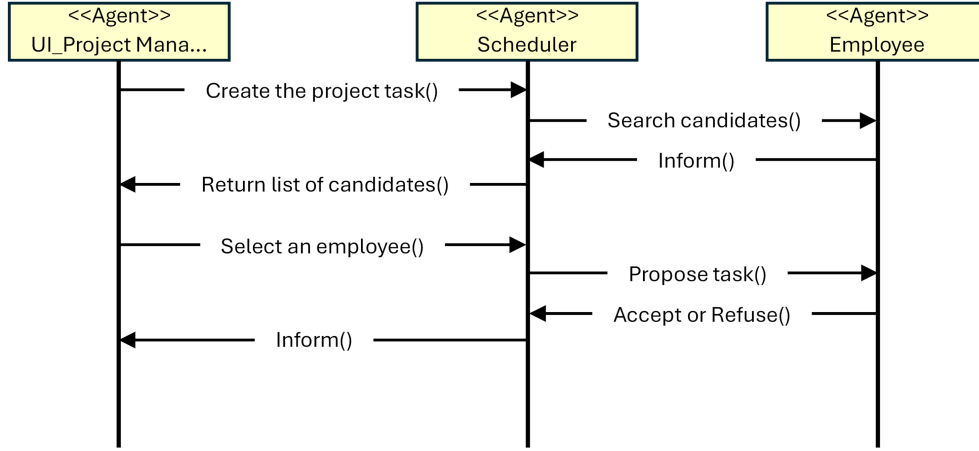 <<Agent>>
UI_Project Mana...
<<Agent>>
Scheduler
<<Agent>>
Employee
Create the project task()
Search candidates()
Inform()
Return list of candidates()
Select an employee()
Propose task()
Accept or Refuse()
Inform()